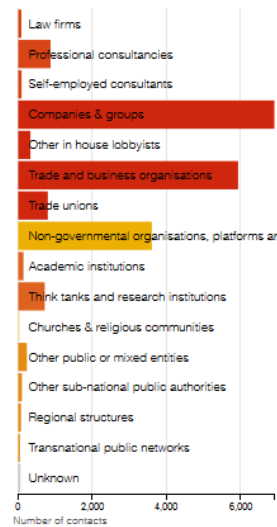 Law firms
Professional consultancies
Self-employed consultants
Companies & groups
Other in house lobbyists
Trade and business organisations
Trade unions
Non-governmental organisations, platforms an
Academic institutions
Think tanks and research institutions
Churches & religious communities
Other public or mixed entities
Other sub-national public authorities
Regional structures
Transnational public networks
Unknown
0 2,000 4,000 6,000
Number of contacts